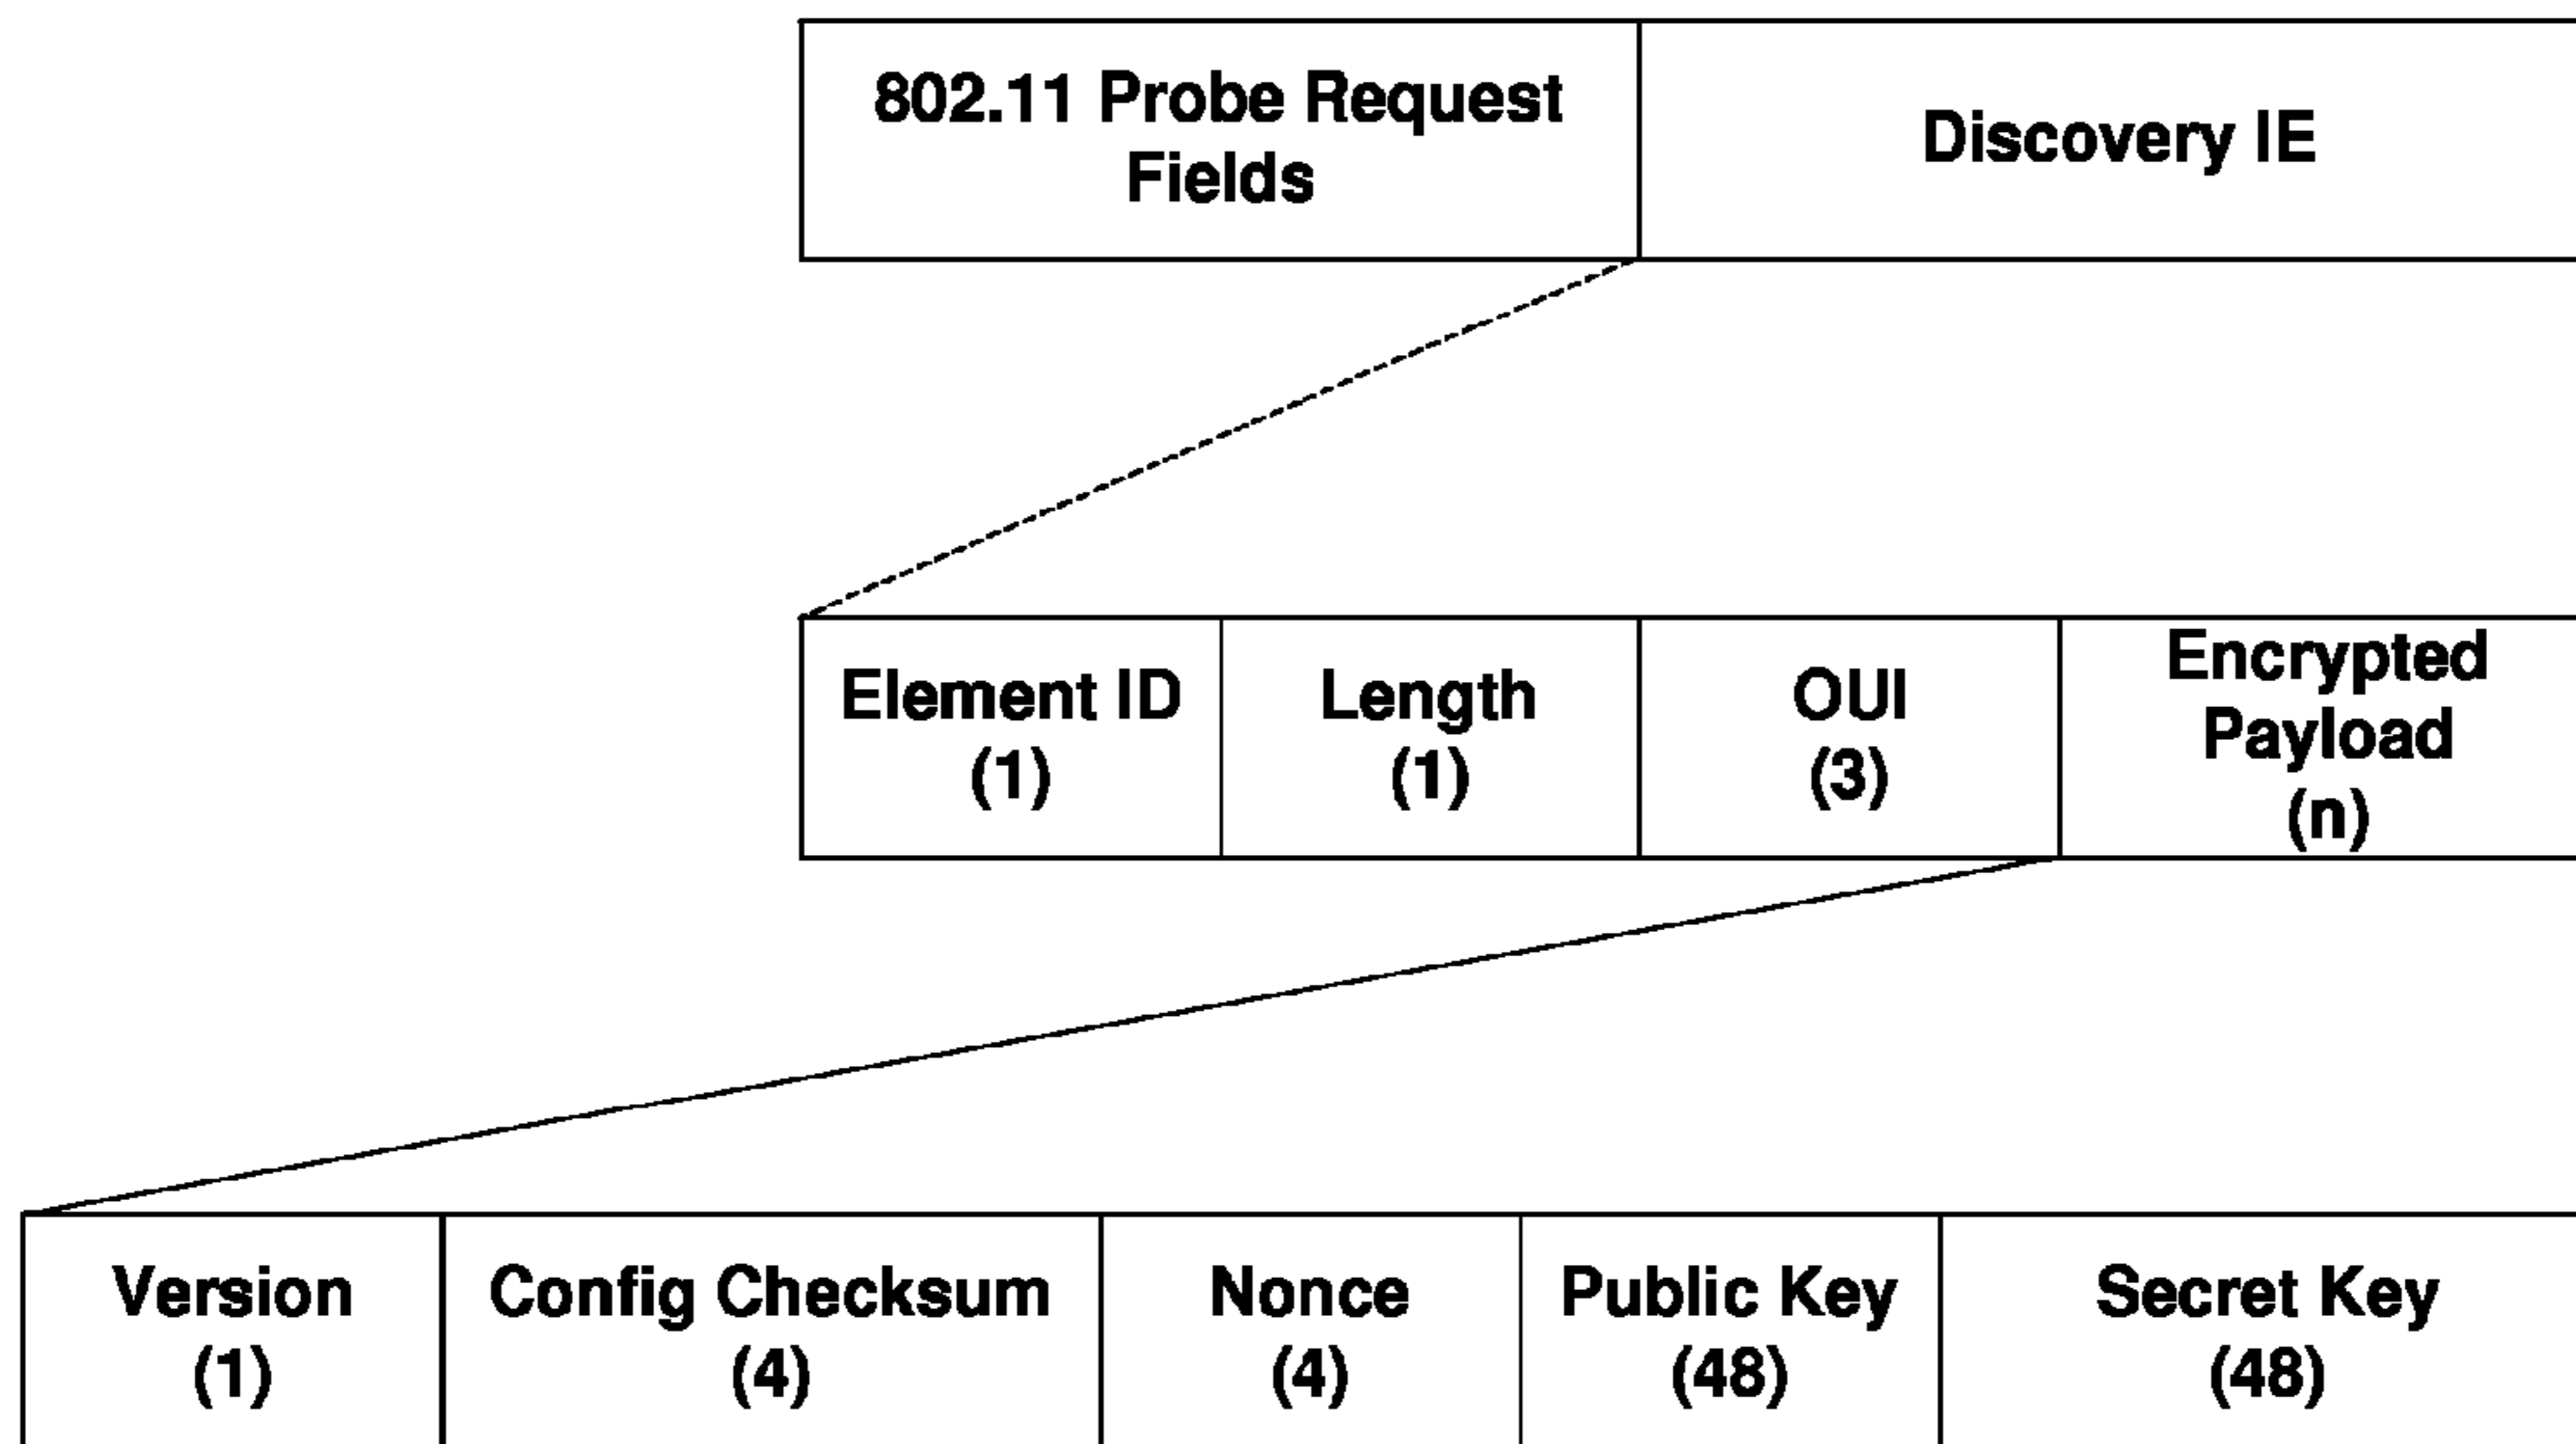 802.11 Probe Request
Fields
Discovery IE
Element ID
(1)
Length
(1)
OUI
(3)
Encrypted
Payload
(n)
Version
(1)
Config Checksum
(4)
Nonce
(4)
Public Key
(48)
Secret Key
(48)